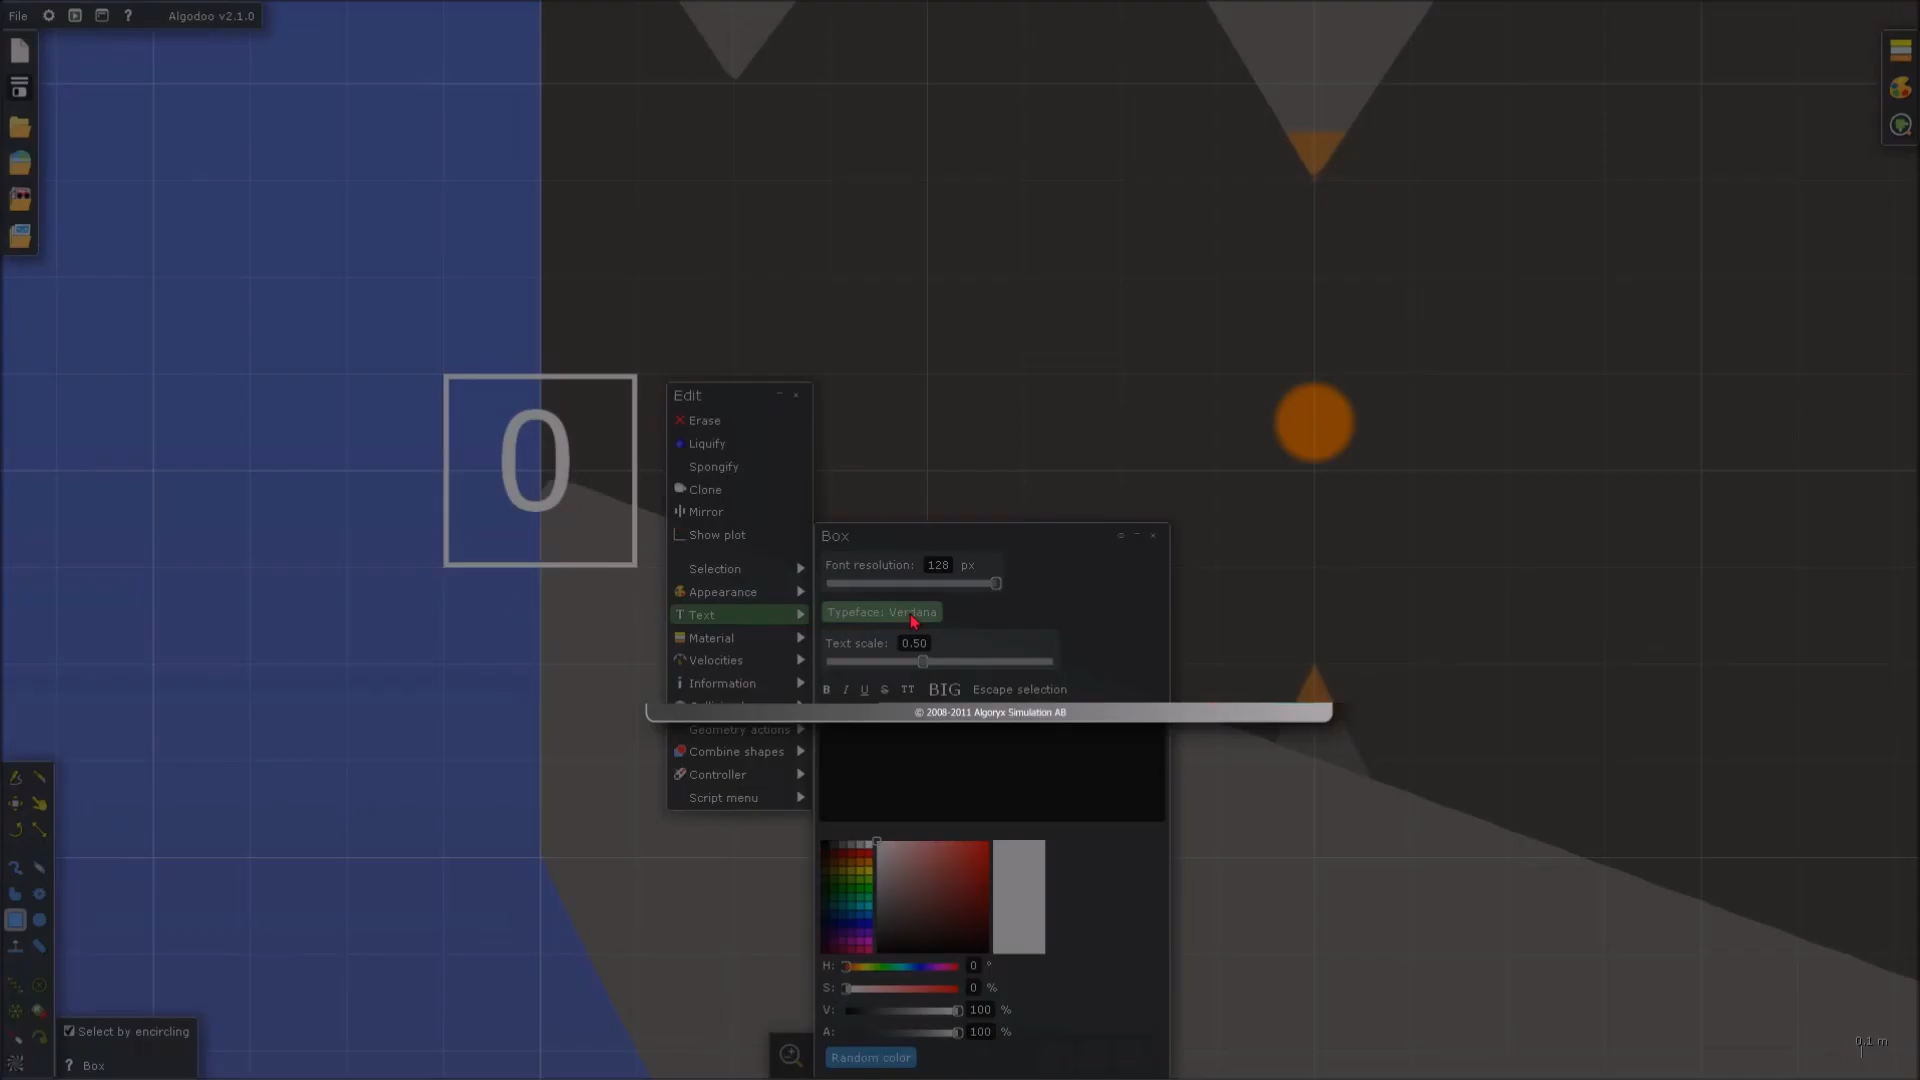 File
? Algodoo v2.1.0
0
Edit
Erase
Liquify
Spongify
Clone
Mirror
Show plot
Selection
Appearance
T Text
Material
Velocities
Information
Geometry actions
Combine shapes
Controller
Script menu
Box
Font resolution: 128 px
Typeface: Verdana
Text scale: 0.50
B I U S TT BIG Escape selection
© 2008-2011 Algoryx Simulation AB
H: 0 °
S: 0 %
V: 100 %
A: 100 %
Random color
Select by encircling
? Box
0.1 m